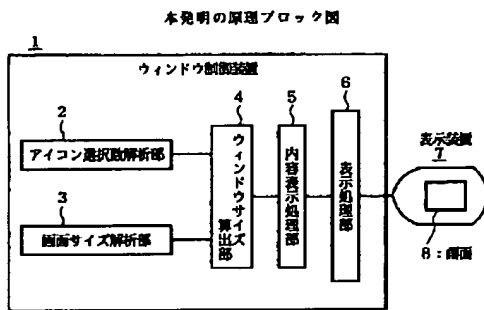 本発明の原理ブロック図
1
ウィンドウ制御装置
2
アイコン選択数解析部
3
画面サイズ解析部
4
ウィンドウサイズ算出部
5
内容表示処理部
6
表示処理部
表示装置
7
8:画面